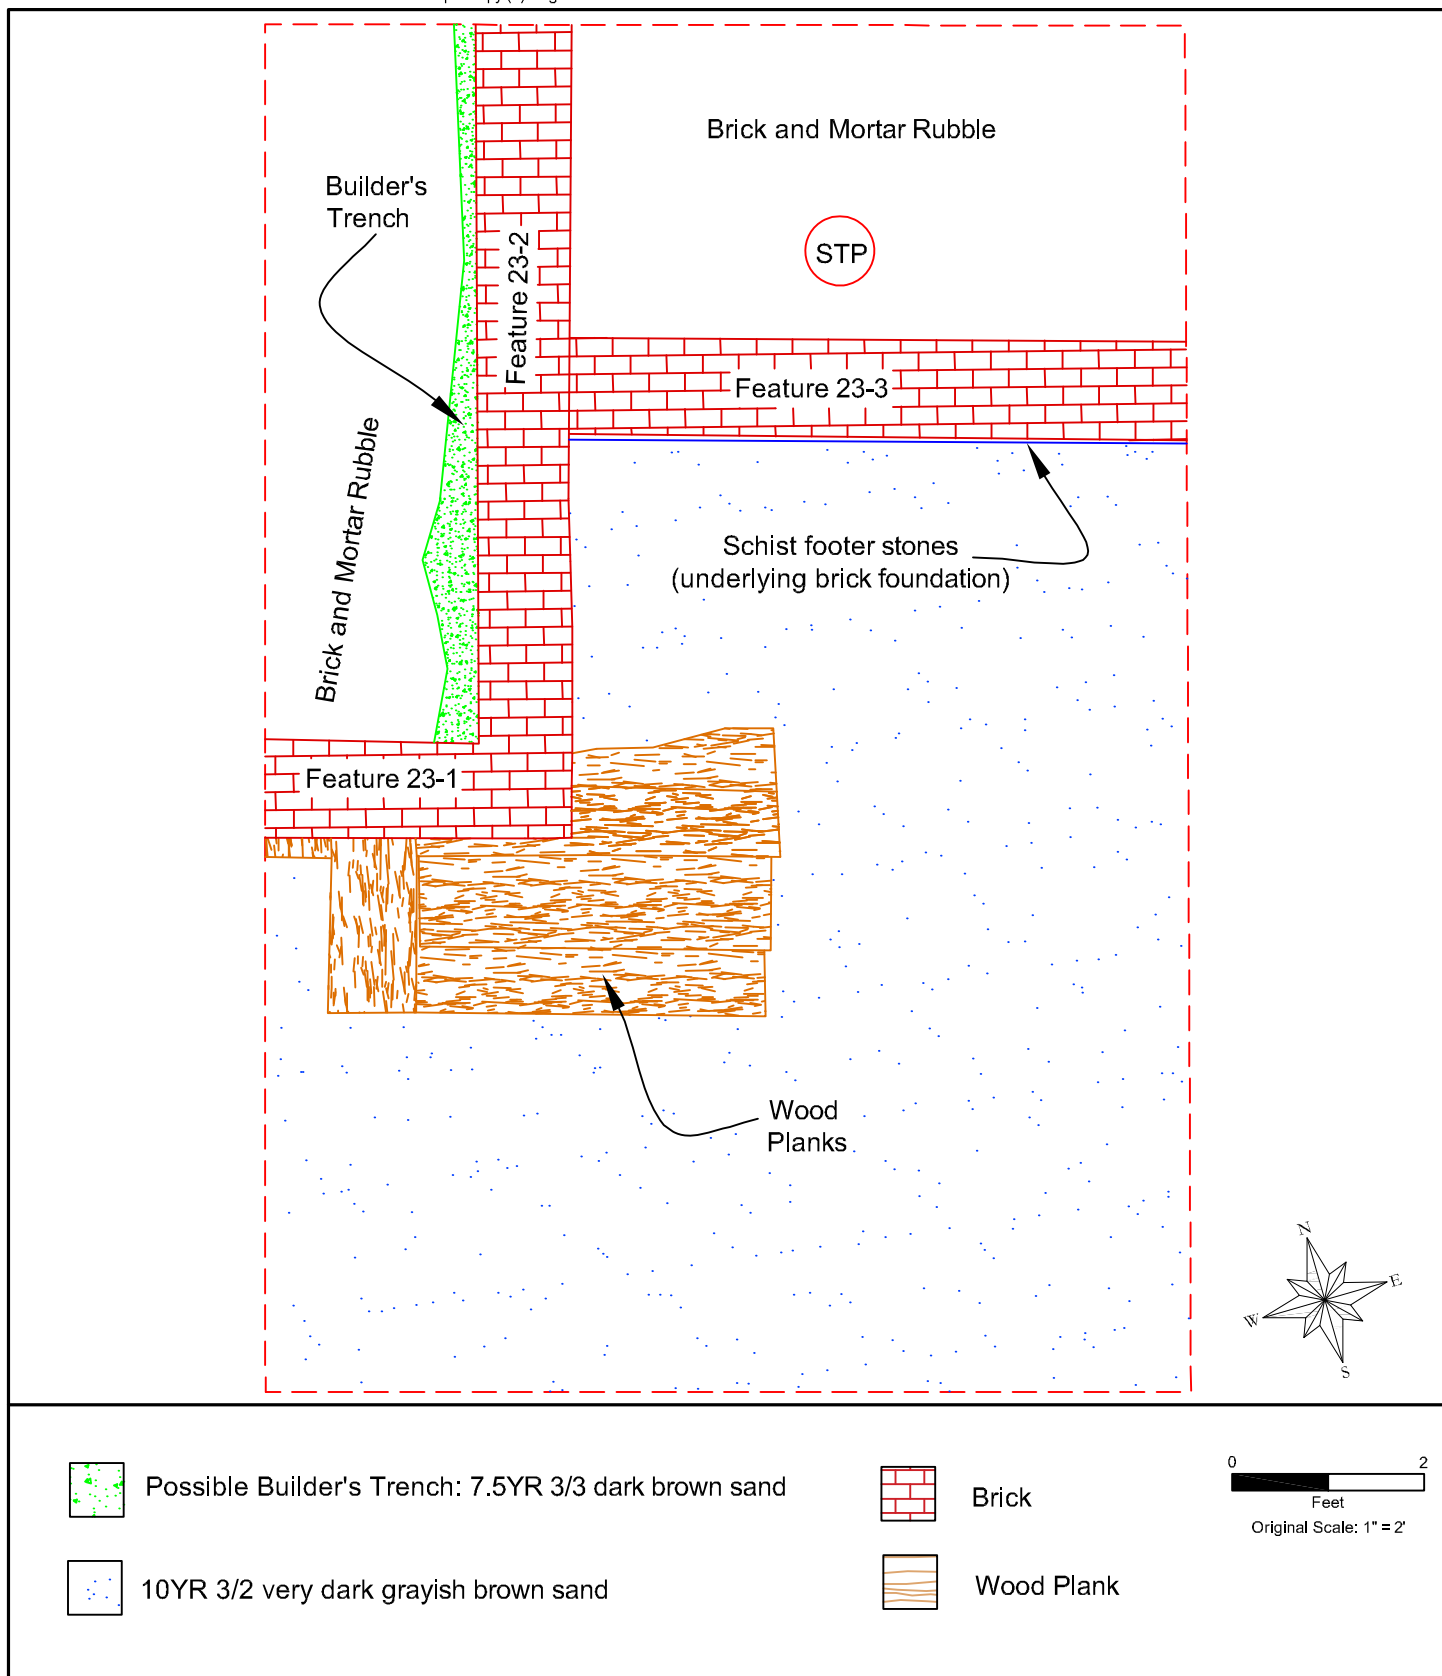 Brick and Mortar Rubble
Builder's
Trench
STP
Feature 23-2
Feature 23-3
Brick and Mortar Rubble
Schist footer stones
(underlying brick foundation)
Feature 23-1
Wood
Planks
N
E
W
S
Possible Builder's Trench: 7.5YR 3/3 dark brown sand
10YR 3/2 very dark grayish brown sand
Brick
Wood Plank
0 2
Feet
Original Scale: 1" = 2'